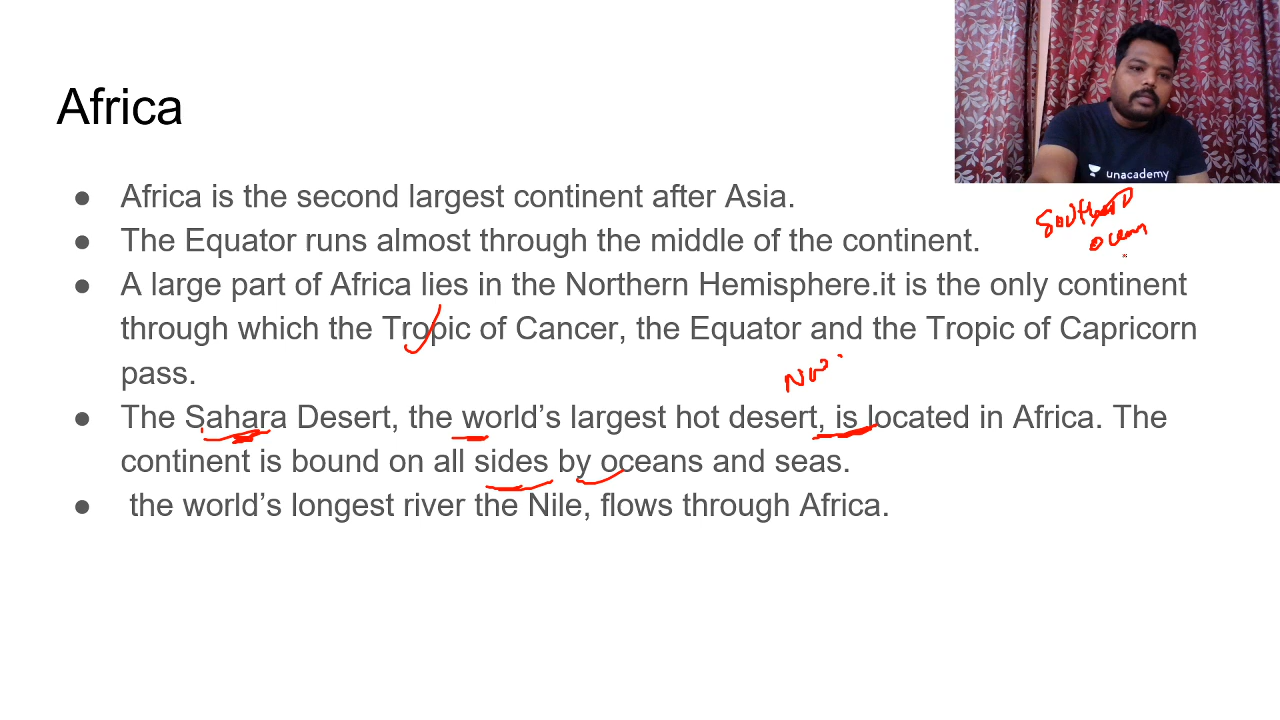 Africa
unacademy
● Africa is the second largest continent after Asia.
Southern
ocean
● The Equator runs almost through the middle of the continent.
● A large part of Africa lies in the Northern Hemisphere.it is the only continent
through which the Tropic of Cancer, the Equator and the Tropic of Capricorn
pass.
● The Sahara Desert, the world’s largest hot desert, is located in Africa. The
continent is bound on all sides by oceans and seas.
● the world’s longest river the Nile, flows through Africa.